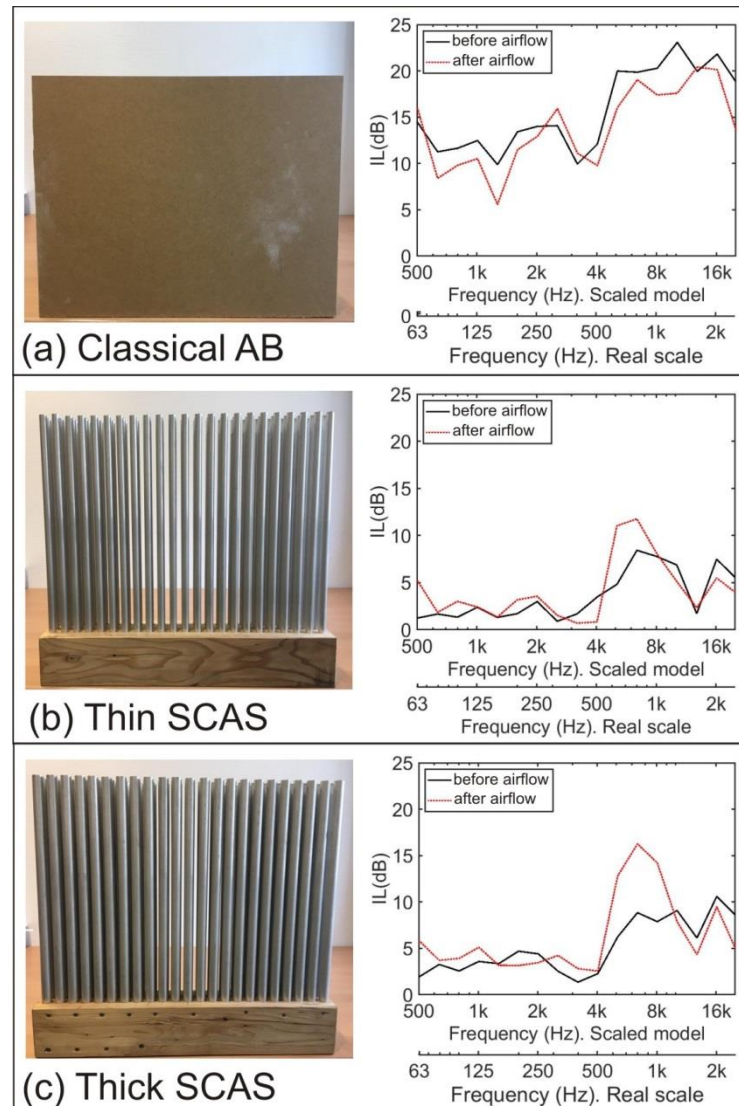 before airflow
after airflow
IL(dB)
25
20
15
10
5
0
500 1k 2k 4k 8k 16k
Frequency (Hz). Scaled model
0
63 125 250 500 1k 2k
Frequency (Hz). Real scale
(a) Classical AB
before airflow
after airflow
IL(dB)
25
20
15
10
5
0
500 1k 2k 4k 8k 16k
Frequency (Hz). Scaled model
63 125 250 500 1k 2k
Frequency (Hz). Real scale
(b) Thin SCAS
before airflow
after airflow
IL(dB)
25
20
15
10
5
0
500 1k 2k 4k 8k 16k
Frequency (Hz). Scaled model
63 125 250 500 1k 2k
Frequency (Hz). Real scale
(c) Thick SCAS